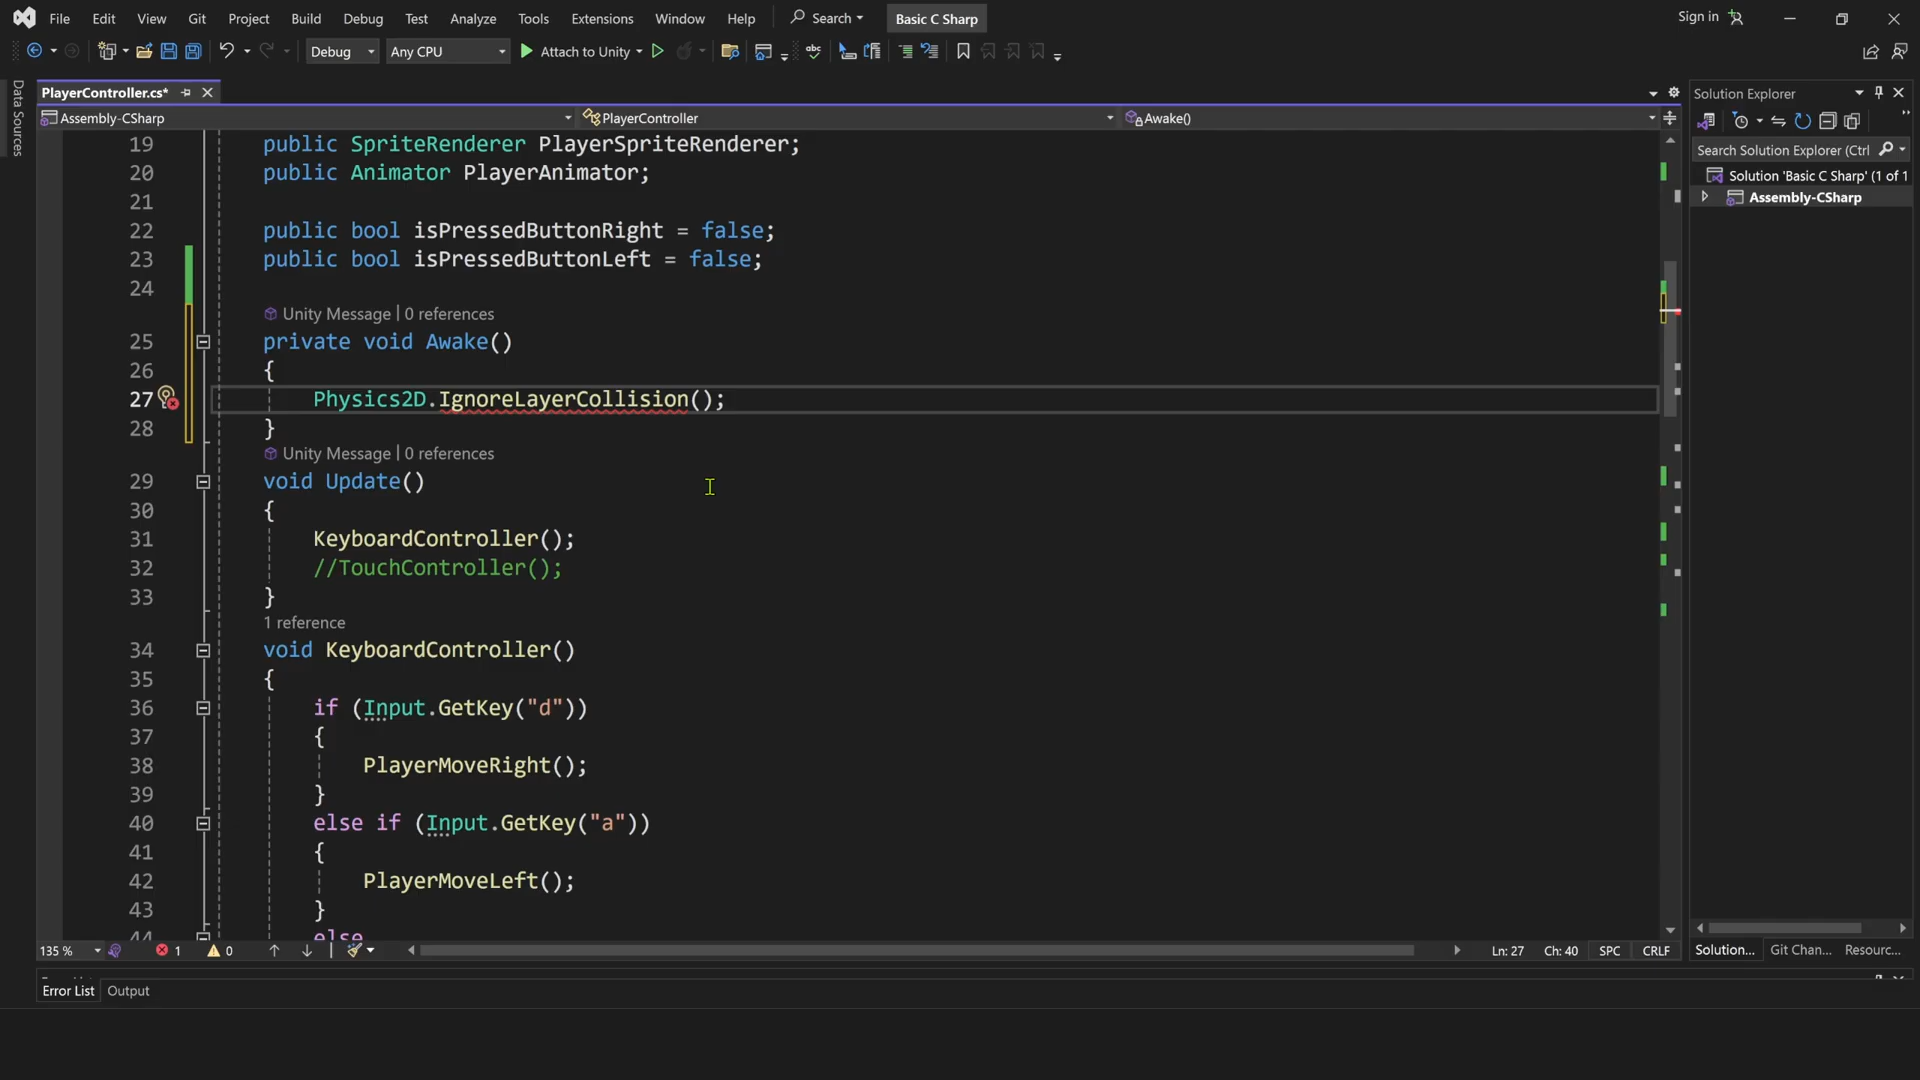 File Edit View Git Project Build Debug Test Analyze Tools Extensions Window Help Search Basic C Sharp Sign in
Debug Any CPU Attach to Unity
Data Sources
PlayerController.cs*
Solution Explorer
Assembly-CSharp PlayerController Awake()
Search Solution Explorer (Ctrl
Solution 'Basic C Sharp' (1 of 1
Assembly-CSharp
19 public SpriteRenderer PlayerSpriteRenderer;
20 public Animator PlayerAnimator;
21
22 public bool isPressedButtonRight = false;
23 public bool isPressedButtonLeft = false;
24
Unity Message | 0 references
25 private void Awake()
26 {
27 Physics2D.IgnoreLayerCollision();
28 }
Unity Message | 0 references
29 void Update()
30 {
31 KeyboardController();
32 //TouchController();
33 }
1 reference
34 void KeyboardController()
35 {
36 if (Input.GetKey("d"))
37 {
38 PlayerMoveRight();
39 }
40 else if (Input.GetKey("a"))
41 {
42 PlayerMoveLeft();
43 }
44 else
135 % 1 0 Ln: 27 Ch: 40 SPC CRLF
Solution... Git Chan... Resourc...
Error List Output